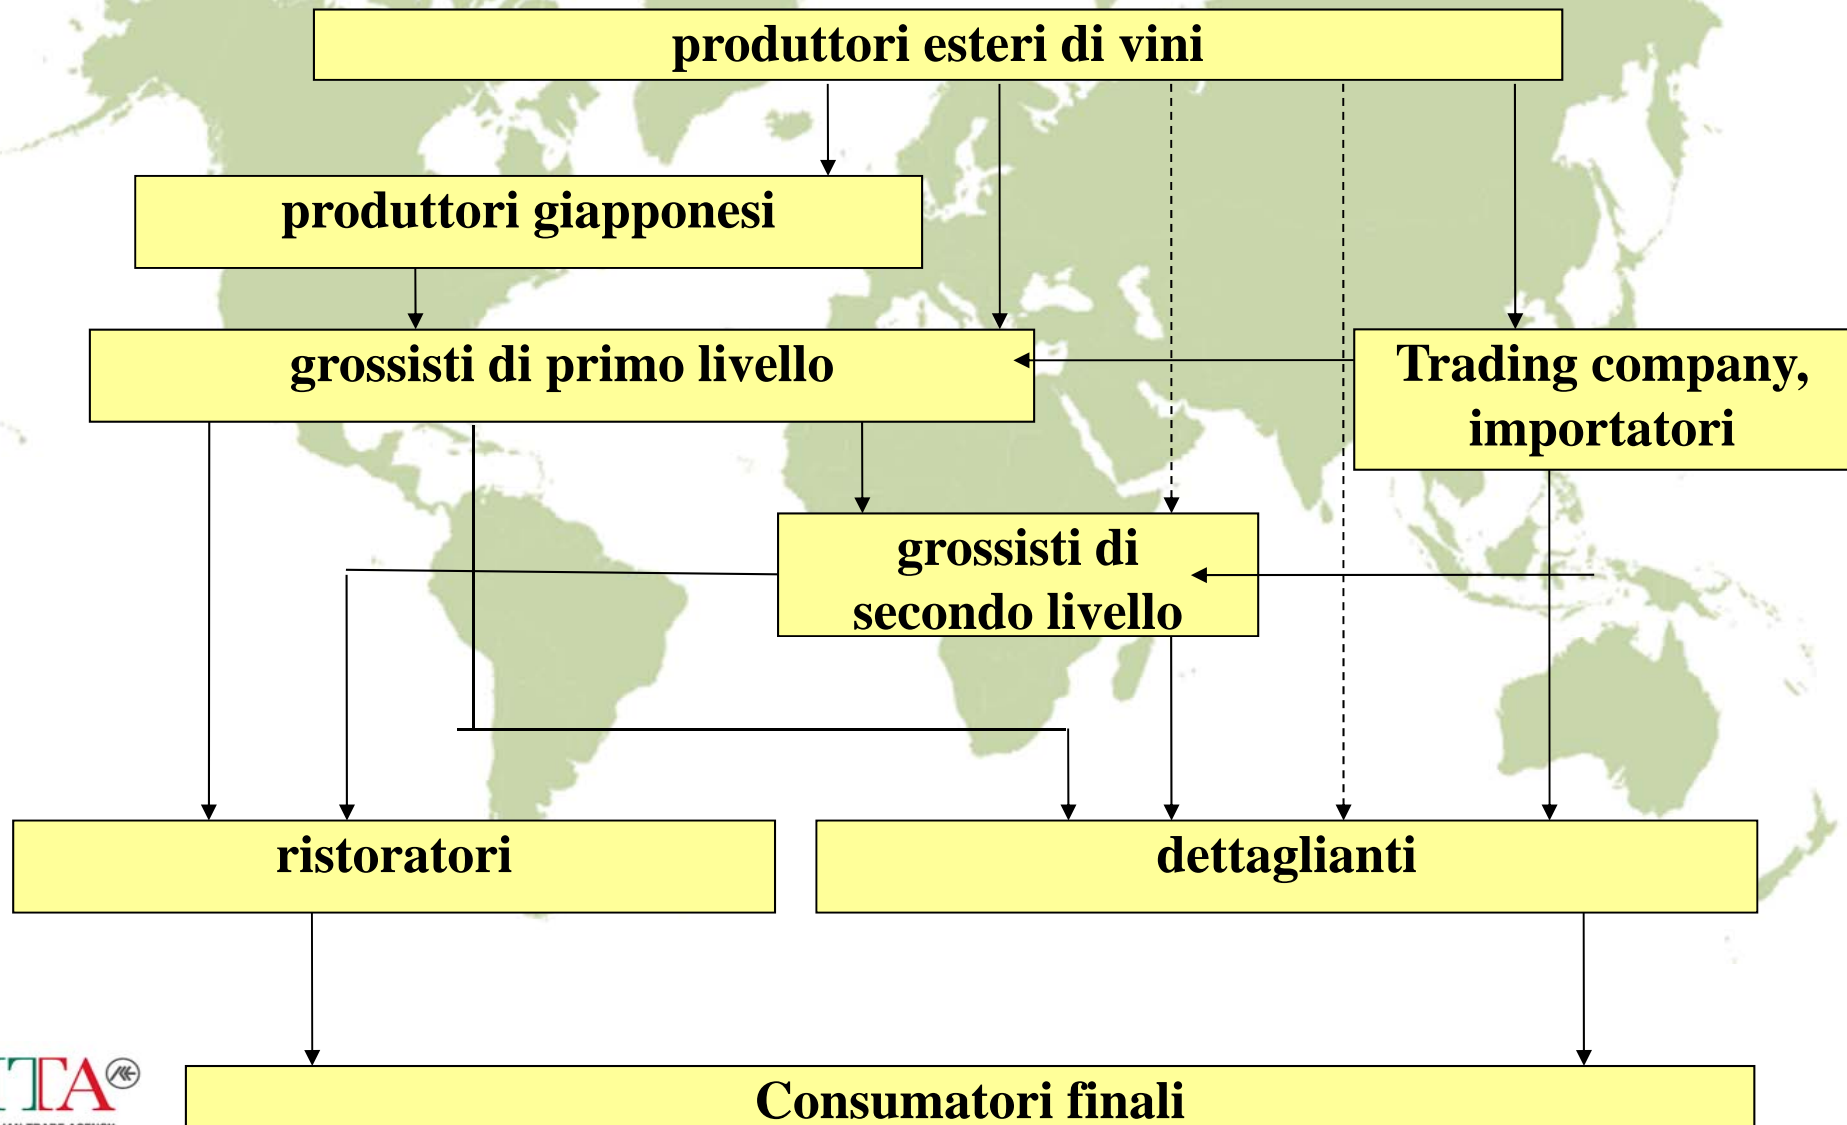 produttori esteri di vini
produttori giapponesi
grossisti di primo livello
Trading company,
importatori
grossisti di
secondo livello
ristoratori
dettaglianti
Consumatori finali
ITA